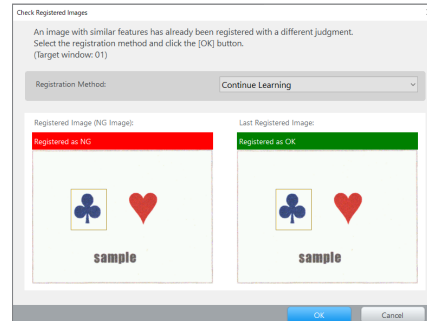 Check Registered Images
An image with similar features has already been registered with a different judgment.
Select the registration method and click the [OK] button.
(Target window: 01)
Registration Method:
Continue Learning
Registered Image (NG Image):
Last Registered Image:
Registered as NG
Registered as OK
sample
sample
OK
Cancel